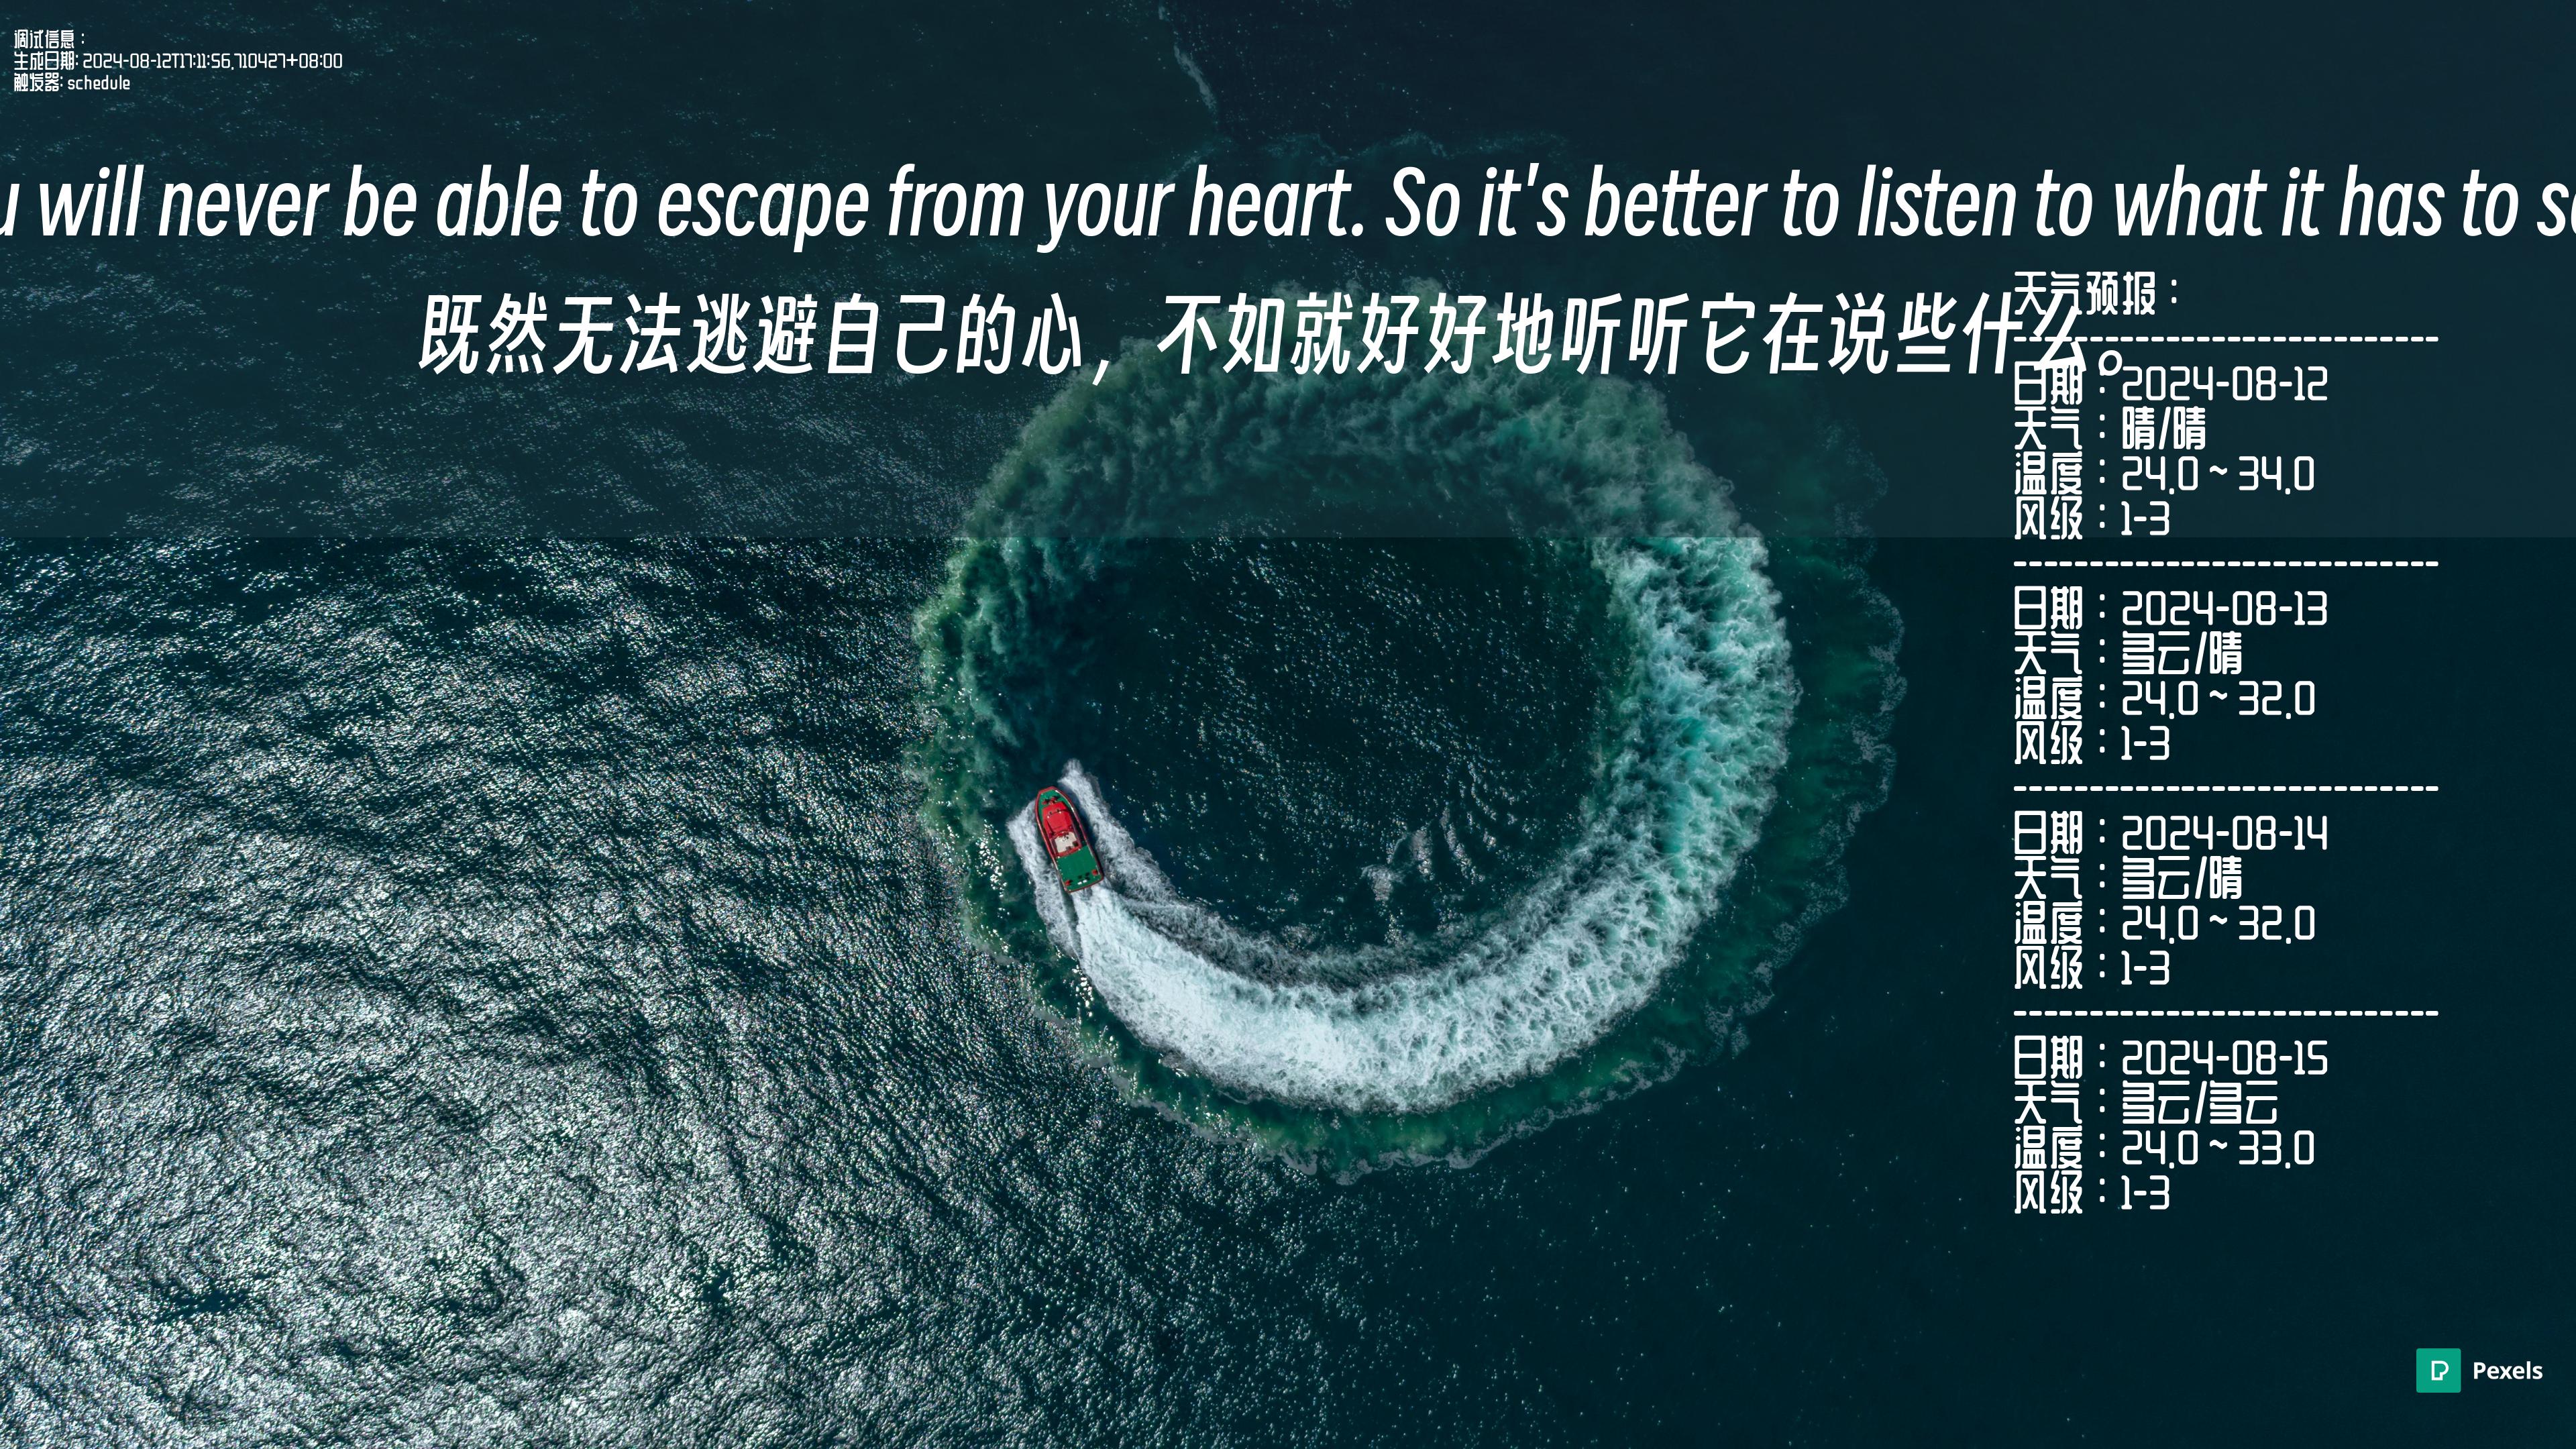 调试信息：
生成日期: 2024-08-12T17:11:56.710427+08:00
触发器: schedule
u will never be able to escape from your heart. So it's better to listen to what it has to s
既然无法逃避自己的心，不如就好好地听听它在说些什么。
天气预报：
----------------------------
日期：2024-08-12
天气：晴/晴
温度：24.0 ~ 34.0
风级：1-3
----------------------------
日期：2024-08-13
天气：多云/晴
温度：24.0 ~ 32.0
风级：1-3
----------------------------
日期：2024-08-14
天气：多云/晴
温度：24.0 ~ 32.0
风级：1-3
----------------------------
日期：2024-08-15
天气：多云/多云
温度：24.0 ~ 33.0
风级：1-3
Pexels